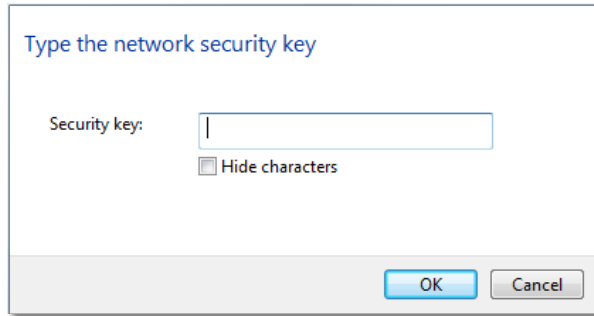 Type the network security key
Security key:
Hide characters
OK Cancel